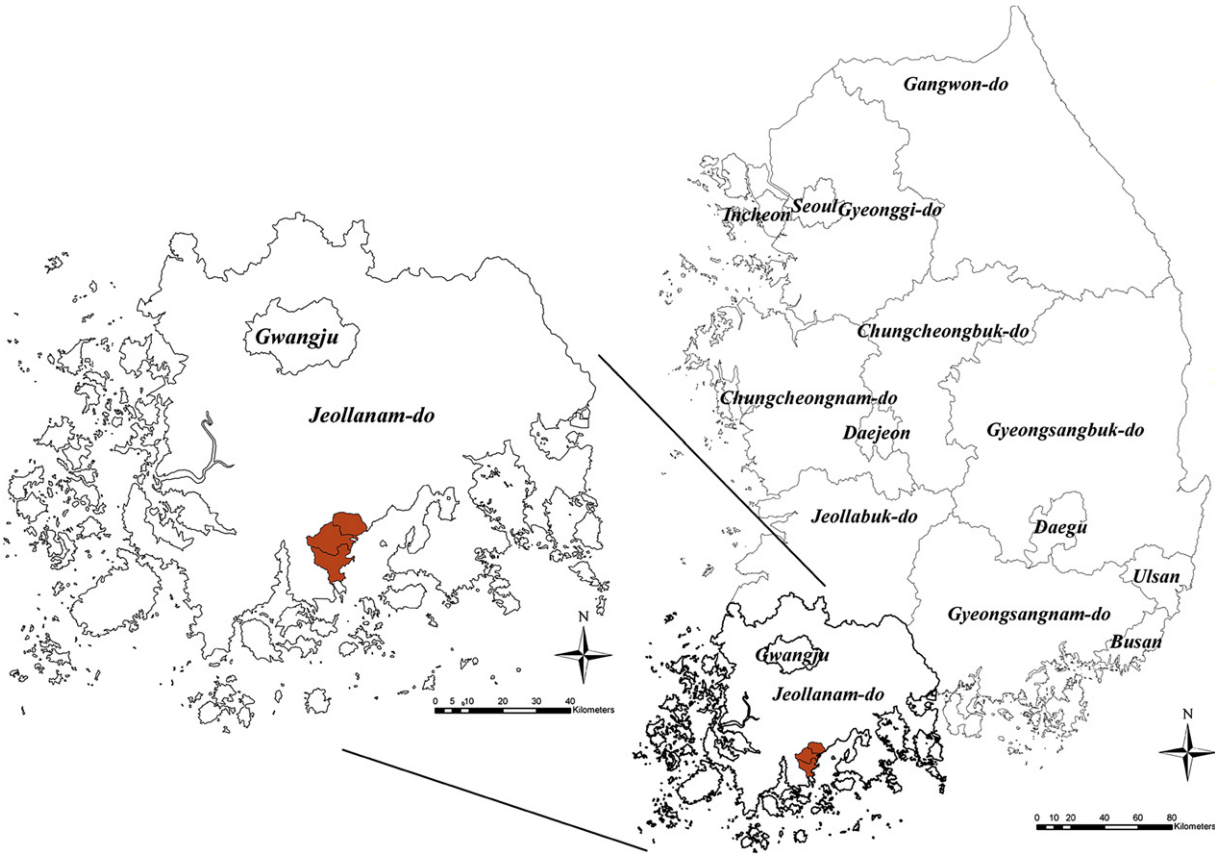 Gwangju
Jeollanam-do
N
0 5 10 20 30 40
Kilometers
Gangwon-do
Incheon
Seoul
Gyeonggi-do
Chungcheongbuk-do
Chungcheongnam-do
Daejeon
Gyeongsangbuk-do
Jeollabuk-do
Daegu
Ulsan
Gyeongsangnam-do
Busan
Gwangju
Jeollanam-do
N
0 10 20 40 60 80
Kilometers